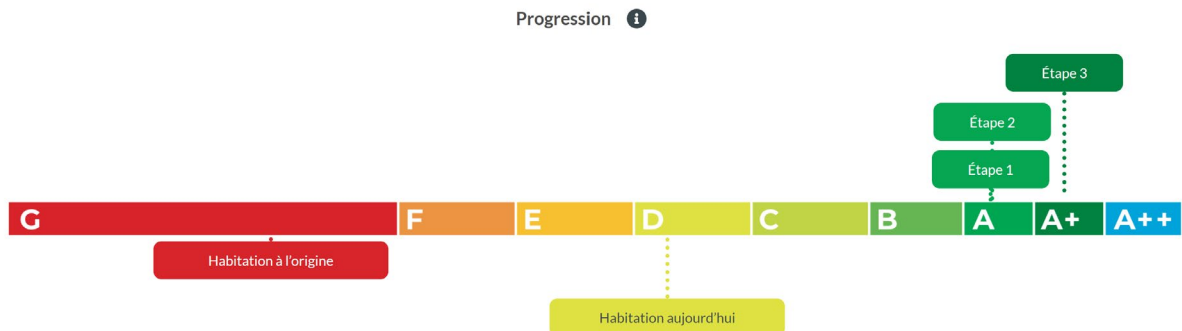 Progression
Étape 3
Étape 2
Étape 1
G F E D C B A A+ A++
Habitation à l'origine
Habitation aujourd'hui